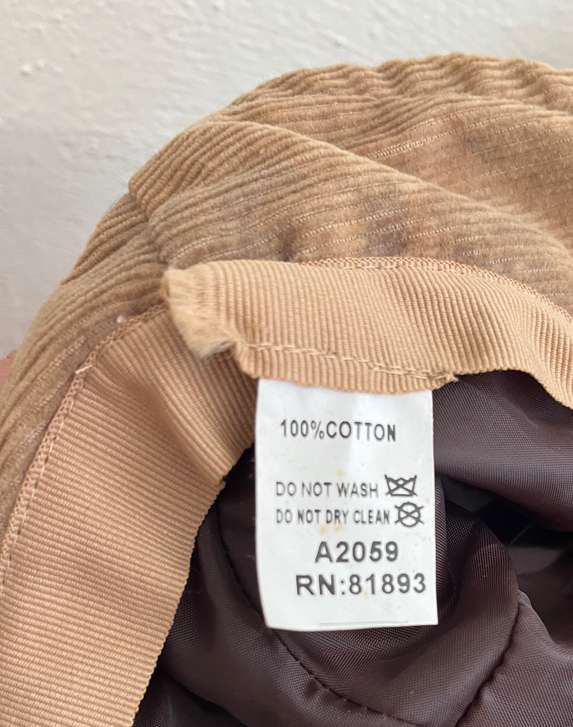 100%COTTON
DO NOT WASH
DO NOT DRY CLEAN
A2059
RN:81893